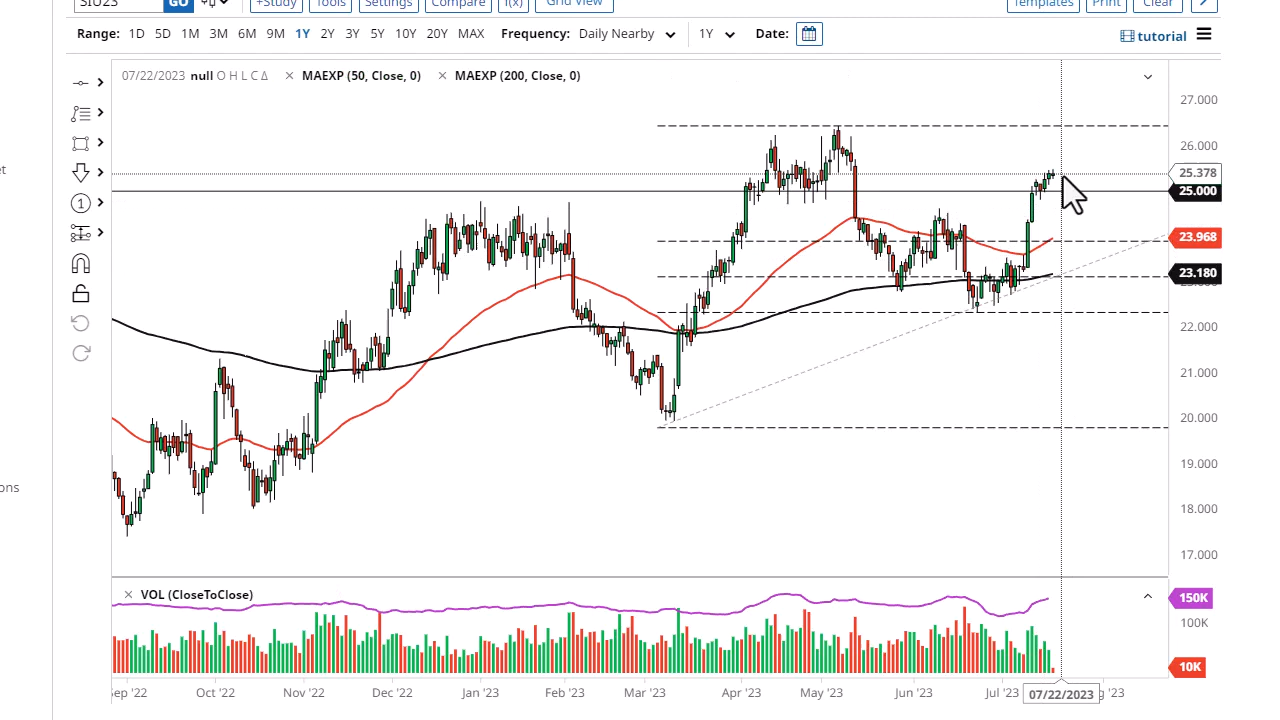 SIU23 GO +Study Tools Settings Compare f(x) Grid View Templates Print Clear
Range: 1D 5D 1M 3M 6M 9M 1Y 2Y 3Y 5Y 10Y 20Y MAX Frequency: Daily Nearby 1Y Date: tutorial
07/22/2023 null O H L C Δ × MAEXP (50, Close, 0) × MAEXP (200, Close, 0)
27.000
26.000
25.378
25.000
23.968
23.180
22.000
21.000
20.000
19.000
18.000
17.000
et
ons
1
× VOL (CloseToClose)
150K
100K
10K
Sep '22 Oct '22 Nov '22 Dec '22 Jan '23 Feb '23 Mar '23 Apr '23 May '23 Jun '23 Jul '23 07/22/2023 g '23